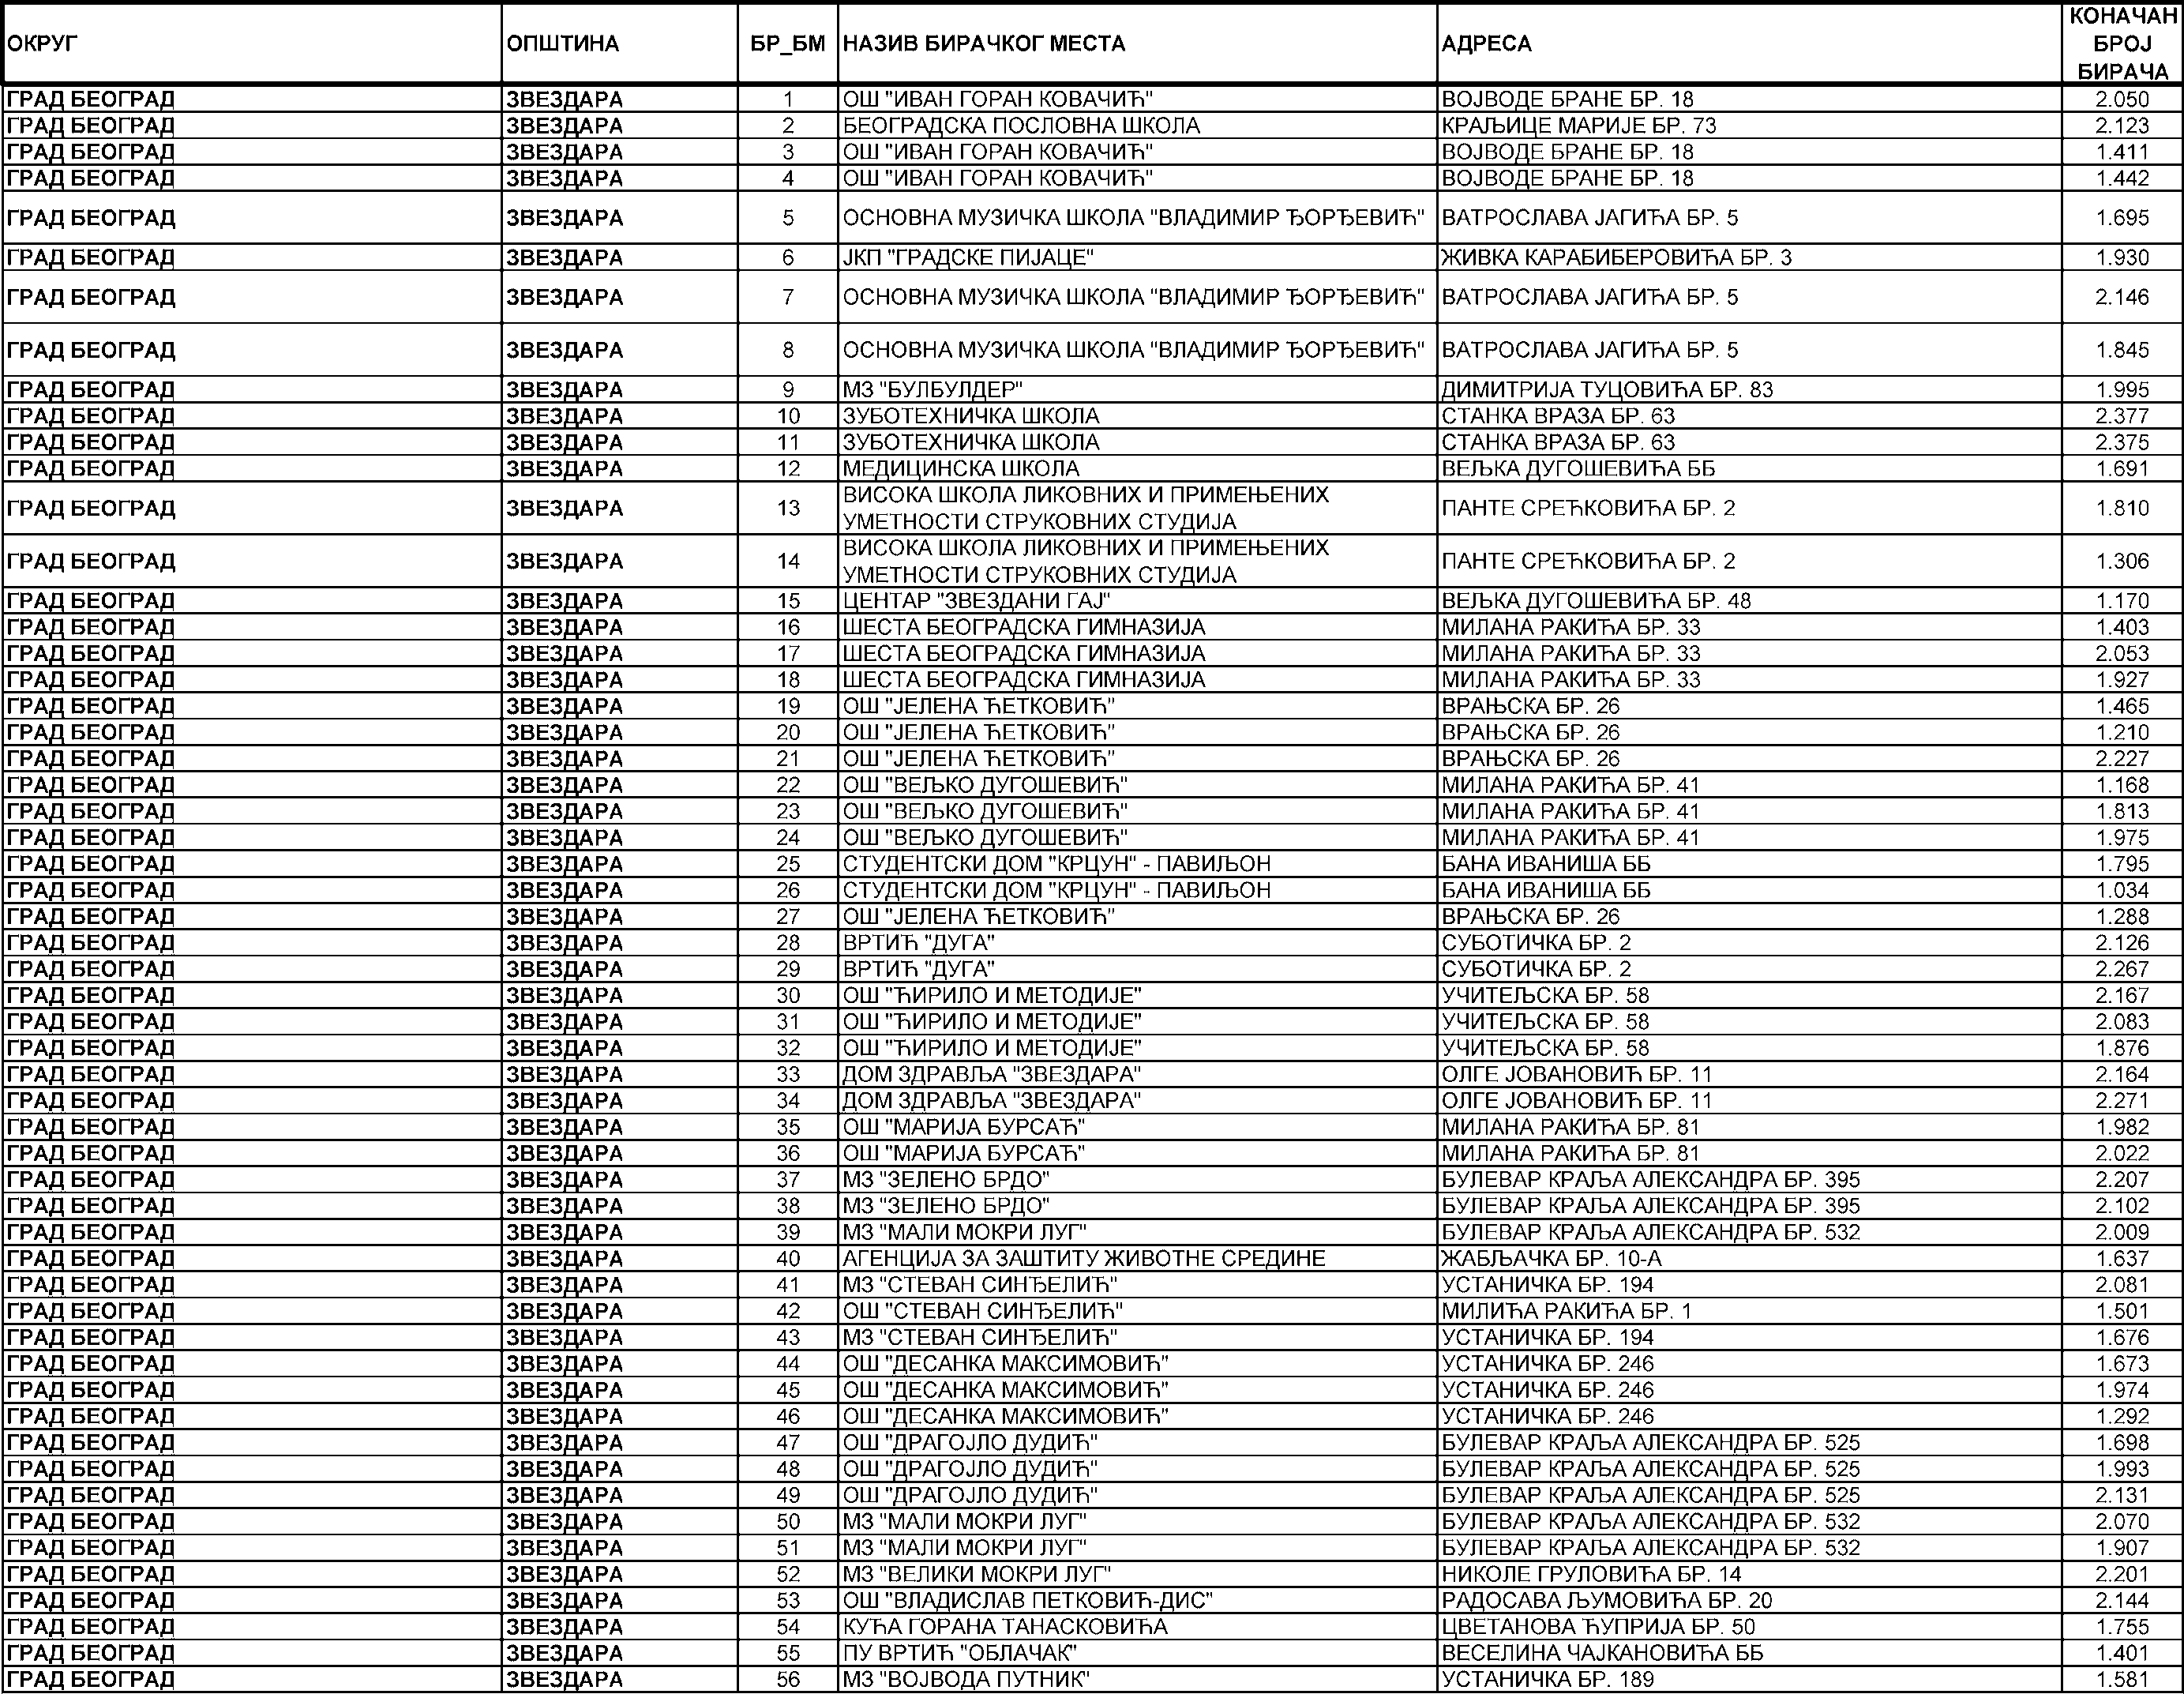 ОКРУГ ОПШТИНА БР_БМ НАЗИВ БИРАЧКОГ МЕСТА АДРЕСА КОНАЧАН БРОЈ БИРАЧА
ГРАД БЕОГРАД ЗВЕЗДАРА 1 ОШ "ИВАН ГОРАН КОВАЧИЋ" ВОЈВОДЕ БРАНЕ БР. 18 2.050
ГРАД БЕОГРАД ЗВЕЗДАРА 2 БЕОГРАДСКА ПОСЛОВНА ШКОЛА КРАЉИЦЕ МАРИЈЕ БР. 73 2.123
ГРАД БЕОГРАД ЗВЕЗДАРА 3 ОШ "ИВАН ГОРАН КОВАЧИЋ" ВОЈВОДЕ БРАНЕ БР. 18 1.411
ГРАД БЕОГРАД ЗВЕЗДАРА 4 ОШ "ИВАН ГОРАН КОВАЧИЋ" ВОЈВОДЕ БРАНЕ БР. 18 1.442
ГРАД БЕОГРАД ЗВЕЗДАРА 5 ОСНОВНА МУЗИЧКА ШКОЛА "ВЛАДИМИР ЂОРЂЕВИЋ" ВАТРОСЛАВА ЈАГИЋА БР. 5 1.695
ГРАД БЕОГРАД ЗВЕЗДАРА 6 ЈКП "ГРАДСКЕ ПИЈАЦЕ" ЖИВКА КАРАБИБЕРОВИЋА БР. 3 1.930
ГРАД БЕОГРАД ЗВЕЗДАРА 7 ОСНОВНА МУЗИЧКА ШКОЛА "ВЛАДИМИР ЂОРЂЕВИЋ" ВАТРОСЛАВА ЈАГИЋА БР. 5 2.146
ГРАД БЕОГРАД ЗВЕЗДАРА 8 ОСНОВНА МУЗИЧКА ШКОЛА "ВЛАДИМИР ЂОРЂЕВИЋ" ВАТРОСЛАВА ЈАГИЋА БР. 5 1.845
ГРАД БЕОГРАД ЗВЕЗДАРА 9 МЗ "БУЛБУЛДЕР" ДИМИТРИЈА ТУЦОВИЋА БР. 83 1.995
ГРАД БЕОГРАД ЗВЕЗДАРА 10 ЗУБОТЕХНИЧКА ШКОЛА СТАНКА ВРАЗА БР. 63 2.377
ГРАД БЕОГРАД ЗВЕЗДАРА 11 ЗУБОТЕХНИЧКА ШКОЛА СТАНКА ВРАЗА БР. 63 2.375
ГРАД БЕОГРАД ЗВЕЗДАРА 12 МЕДИЦИНСКА ШКОЛА ВЕЉКА ДУГОШЕВИЋА ББ 1.691
ГРАД БЕОГРАД ЗВЕЗДАРА 13 ВИСОКА ШКОЛА ЛИКОВНИХ И ПРИМЕЊЕНИХ УМЕТНОСТИ СТРУКОВНИХ СТУДИЈА ПАНТЕ СРЕЋКОВИЋА БР. 2 1.810
ГРАД БЕОГРАД ЗВЕЗДАРА 14 ВИСОКА ШКОЛА ЛИКОВНИХ И ПРИМЕЊЕНИХ УМЕТНОСТИ СТРУКОВНИХ СТУДИЈА ПАНТЕ СРЕЋКОВИЋА БР. 2 1.306
ГРАД БЕОГРАД ЗВЕЗДАРА 15 ЦЕНТАР "ЗВЕЗДАНИ ГАЈ" ВЕЉКА ДУГОШЕВИЋА БР. 48 1.170
ГРАД БЕОГРАД ЗВЕЗДАРА 16 ШЕСТА БЕОГРАДСКА ГИМНАЗИЈА МИЛАНА РАКИЋА БР. 33 1.403
ГРАД БЕОГРАД ЗВЕЗДАРА 17 ШЕСТА БЕОГРАДСКА ГИМНАЗИЈА МИЛАНА РАКИЋА БР. 33 2.053
ГРАД БЕОГРАД ЗВЕЗДАРА 18 ШЕСТА БЕОГРАДСКА ГИМНАЗИЈА МИЛАНА РАКИЋА БР. 33 1.927
ГРАД БЕОГРАД ЗВЕЗДАРА 19 ОШ "ЈЕЛЕНА ЋЕТКОВИЋ" ВРАЊСКА БР. 26 1.465
ГРАД БЕОГРАД ЗВЕЗДАРА 20 ОШ "ЈЕЛЕНА ЋЕТКОВИЋ" ВРАЊСКА БР. 26 1.210
ГРАД БЕОГРАД ЗВЕЗДАРА 21 ОШ "ЈЕЛЕНА ЋЕТКОВИЋ" ВРАЊСКА БР. 26 2.227
ГРАД БЕОГРАД ЗВЕЗДАРА 22 ОШ "ВЕЉКО ДУГОШЕВИЋ" МИЛАНА РАКИЋА БР. 41 1.168
ГРАД БЕОГРАД ЗВЕЗДАРА 23 ОШ "ВЕЉКО ДУГОШЕВИЋ" МИЛАНА РАКИЋА БР. 41 1.813
ГРАД БЕОГРАД ЗВЕЗДАРА 24 ОШ "ВЕЉКО ДУГОШЕВИЋ" МИЛАНА РАКИЋА БР. 41 1.975
ГРАД БЕОГРАД ЗВЕЗДАРА 25 СТУДЕНТСКИ ДОМ "КРЦУН" - ПАВИЉОН БАНА ИВАНИША ББ 1.795
ГРАД БЕОГРАД ЗВЕЗДАРА 26 СТУДЕНТСКИ ДОМ "КРЦУН" - ПАВИЉОН БАНА ИВАНИША ББ 1.034
ГРАД БЕОГРАД ЗВЕЗДАРА 27 ОШ "ЈЕЛЕНА ЋЕТКОВИЋ" ВРАЊСКА БР. 26 1.288
ГРАД БЕОГРАД ЗВЕЗДАРА 28 ВРТИЋ "ДУГА" СУБОТИЧКА БР. 2 2.126
ГРАД БЕОГРАД ЗВЕЗДАРА 29 ВРТИЋ "ДУГА" СУБОТИЧКА БР. 2 2.267
ГРАД БЕОГРАД ЗВЕЗДАРА 30 ОШ "ЋИРИЛО И МЕТОДИЈЕ" УЧИТЕЉСКА БР. 58 2.167
ГРАД БЕОГРАД ЗВЕЗДАРА 31 ОШ "ЋИРИЛО И МЕТОДИЈЕ" УЧИТЕЉСКА БР. 58 2.083
ГРАД БЕОГРАД ЗВЕЗДАРА 32 ОШ "ЋИРИЛО И МЕТОДИЈЕ" УЧИТЕЉСКА БР. 58 1.876
ГРАД БЕОГРАД ЗВЕЗДАРА 33 ДОМ ЗДРАВЉА "ЗВЕЗДАРА" ОЛГЕ ЈОВАНОВИЋ БР. 11 2.164
ГРАД БЕОГРАД ЗВЕЗДАРА 34 ДОМ ЗДРАВЉА "ЗВЕЗДАРА" ОЛГЕ ЈОВАНОВИЋ БР. 11 2.271
ГРАД БЕОГРАД ЗВЕЗДАРА 35 ОШ "МАРИЈА БУРСАЋ" МИЛАНА РАКИЋА БР. 81 1.982
ГРАД БЕОГРАД ЗВЕЗДАРА 36 ОШ "МАРИЈА БУРСАЋ" МИЛАНА РАКИЋА БР. 81 2.022
ГРАД БЕОГРАД ЗВЕЗДАРА 37 МЗ "ЗЕЛЕНО БРДО" БУЛЕВАР КРАЉА АЛЕКСАНДРА БР. 395 2.207
ГРАД БЕОГРАД ЗВЕЗДАРА 38 МЗ "ЗЕЛЕНО БРДО" БУЛЕВАР КРАЉА АЛЕКСАНДРА БР. 395 2.102
ГРАД БЕОГРАД ЗВЕЗДАРА 39 МЗ "МАЛИ МОКРИ ЛУГ" БУЛЕВАР КРАЉА АЛЕКСАНДРА БР. 532 2.009
ГРАД БЕОГРАД ЗВЕЗДАРА 40 АГЕНЦИЈА ЗА ЗАШТИТУ ЖИВОТНЕ СРЕДИНЕ ЖАБЉАЧКА БР. 10-А 1.637
ГРАД БЕОГРАД ЗВЕЗДАРА 41 МЗ "СТЕВАН СИНЂЕЛИЋ" УСТАНИЧКА БР. 194 2.081
ГРАД БЕОГРАД ЗВЕЗДАРА 42 ОШ "СТЕВАН СИНЂЕЛИЋ" МИЛИЋА РАКИЋА БР. 1 1.501
ГРАД БЕОГРАД ЗВЕЗДАРА 43 МЗ "СТЕВАН СИНЂЕЛИЋ" УСТАНИЧКА БР. 194 1.676
ГРАД БЕОГРАД ЗВЕЗДАРА 44 ОШ "ДЕСАНКА МАКСИМОВИЋ" УСТАНИЧКА БР. 246 1.673
ГРАД БЕОГРАД ЗВЕЗДАРА 45 ОШ "ДЕСАНКА МАКСИМОВИЋ" УСТАНИЧКА БР. 246 1.974
ГРАД БЕОГРАД ЗВЕЗДАРА 46 ОШ "ДЕСАНКА МАКСИМОВИЋ" УСТАНИЧКА БР. 246 1.292
ГРАД БЕОГРАД ЗВЕЗДАРА 47 ОШ "ДРАГОЈЛО ДУДИЋ" БУЛЕВАР КРАЉА АЛЕКСАНДРА БР. 525 1.698
ГРАД БЕОГРАД ЗВЕЗДАРА 48 ОШ "ДРАГОЈЛО ДУДИЋ" БУЛЕВАР КРАЉА АЛЕКСАНДРА БР. 525 1.993
ГРАД БЕОГРАД ЗВЕЗДАРА 49 ОШ "ДРАГОЈЛО ДУДИЋ" БУЛЕВАР КРАЉА АЛЕКСАНДРА БР. 525 2.131
ГРАД БЕОГРАД ЗВЕЗДАРА 50 МЗ "МАЛИ МОКРИ ЛУГ" БУЛЕВАР КРАЉА АЛЕКСАНДРА БР. 532 2.070
ГРАД БЕОГРАД ЗВЕЗДАРА 51 МЗ "МАЛИ МОКРИ ЛУГ" БУЛЕВАР КРАЉА АЛЕКСАНДРА БР. 532 1.907
ГРАД БЕОГРАД ЗВЕЗДАРА 52 МЗ "ВЕЛИКИ МОКРИ ЛУГ" НИКОЛЕ ГРУЛОВИЋА БР. 14 2.201
ГРАД БЕОГРАД ЗВЕЗДАРА 53 ОШ "ВЛАДИСЛАВ ПЕТКОВИЋ-ДИС" РАДОСАВА ЉУМОВИЋА БР. 20 2.144
ГРАД БЕОГРАД ЗВЕЗДАРА 54 КУЋА ГОРАНА ТАНАСКОВИЋА ЦВЕТАНОВА ЋУПРИЈА БР. 50 1.755
ГРАД БЕОГРАД ЗВЕЗДАРА 55 ПУ ВРТИЋ "ОБЛАЧАК" ВЕСЕЛИНА ЧАЈКАНОВИЋА ББ 1.401
ГРАД БЕОГРАД ЗВЕЗДАРА 56 МЗ "ВОЈВОДА ПУТНИК" УСТАНИЧКА БР. 189 1.581